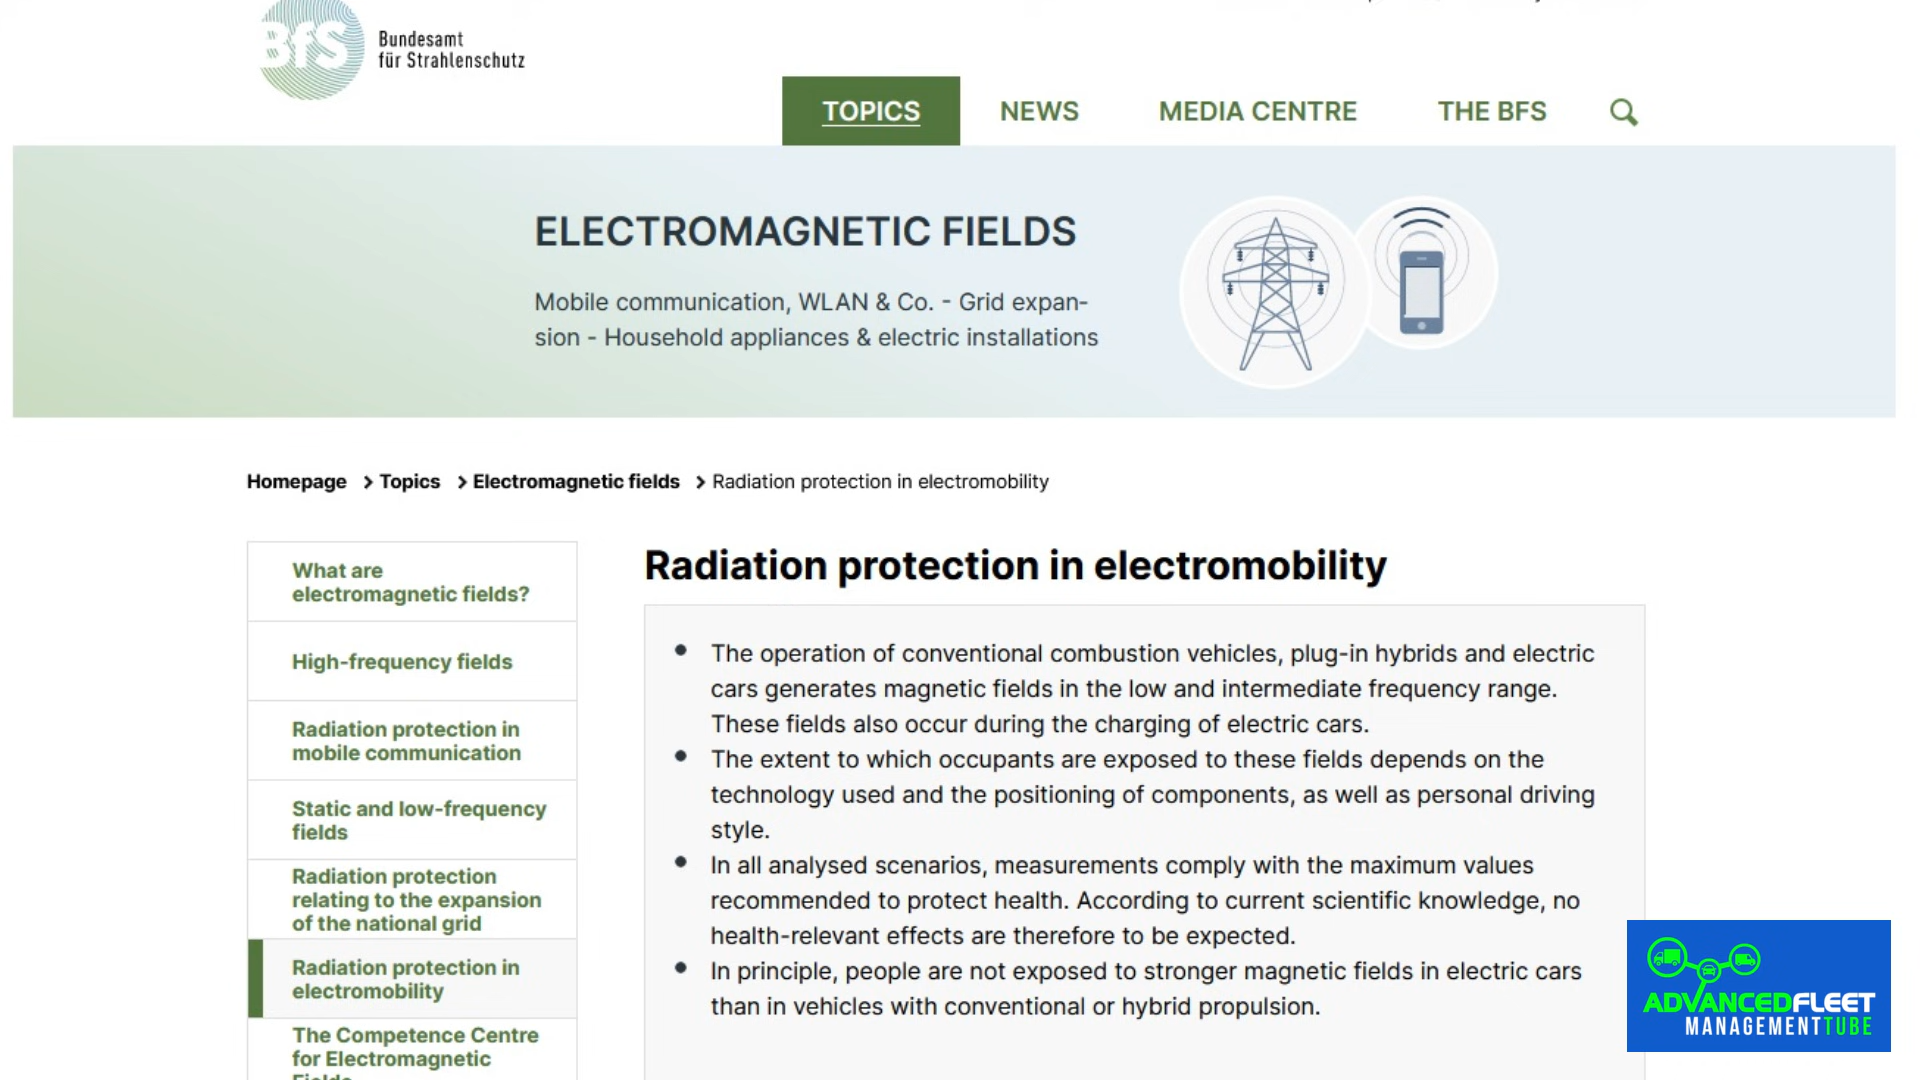 BfS
Bundesamt
für Strahlenschutz
TOPICS
NEWS
MEDIA CENTRE
THE BFS
ELECTROMAGNETIC FIELDS
Mobile communication, WLAN & Co. - Grid expan-
sion - Household appliances & electric installations
Homepage > Topics > Electromagnetic fields > Radiation protection in electromobility
What are
electromagnetic fields?
High-frequency fields
Radiation protection in
mobile communication
Static and low-frequency
fields
Radiation protection
relating to the expansion
of the national grid
Radiation protection in
electromobility
The Competence Centre
for Electromagnetic
Fields
Radiation protection in electromobility
• The operation of conventional combustion vehicles, plug-in hybrids and electric
cars generates magnetic fields in the low and intermediate frequency range.
These fields also occur during the charging of electric cars.
• The extent to which occupants are exposed to these fields depends on the
technology used and the positioning of components, as well as personal driving
style.
• In all analysed scenarios, measurements comply with the maximum values
recommended to protect health. According to current scientific knowledge, no
health-relevant effects are therefore to be expected.
• In principle, people are not exposed to stronger magnetic fields in electric cars
than in vehicles with conventional or hybrid propulsion.
ADVANCEDFLEET
MANAGEMENTTUBE